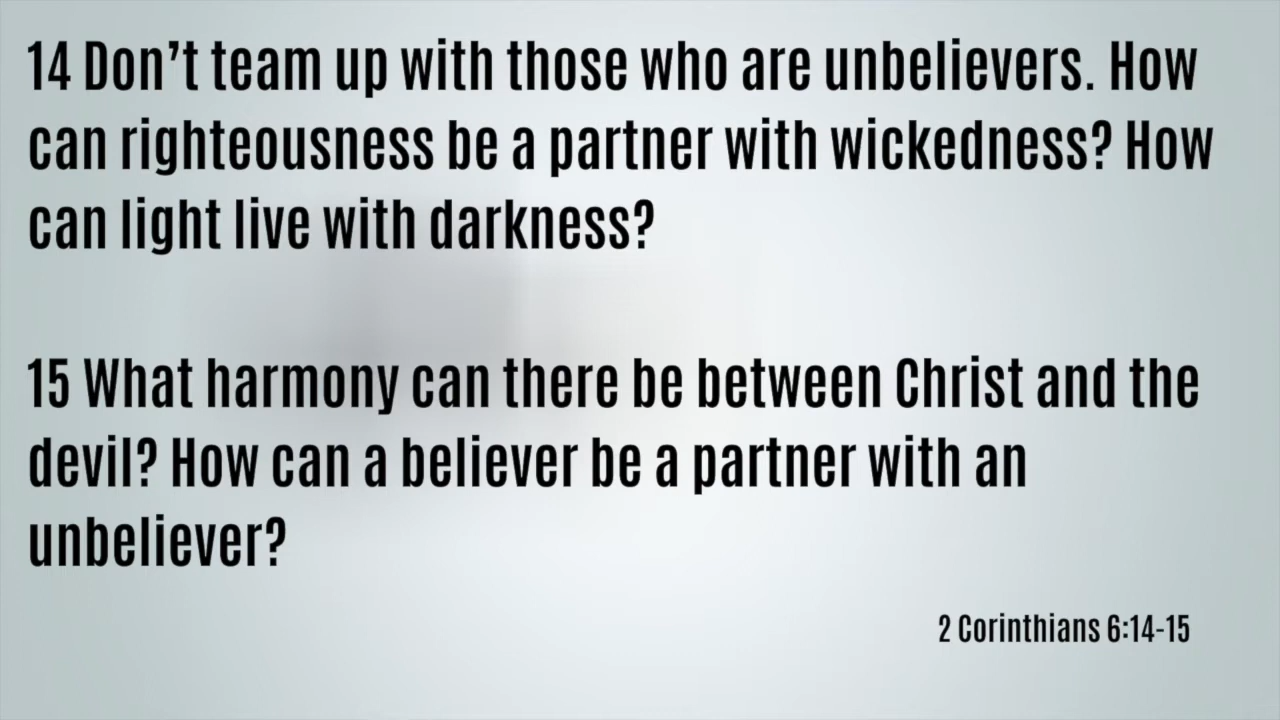 14 Don’t team up with those who are unbelievers. How
can righteousness be a partner with wickedness? How
can light live with darkness?
15 What harmony can there be between Christ and the
devil? How can a believer be a partner with an
unbeliever?
2 Corinthians 6:14-15